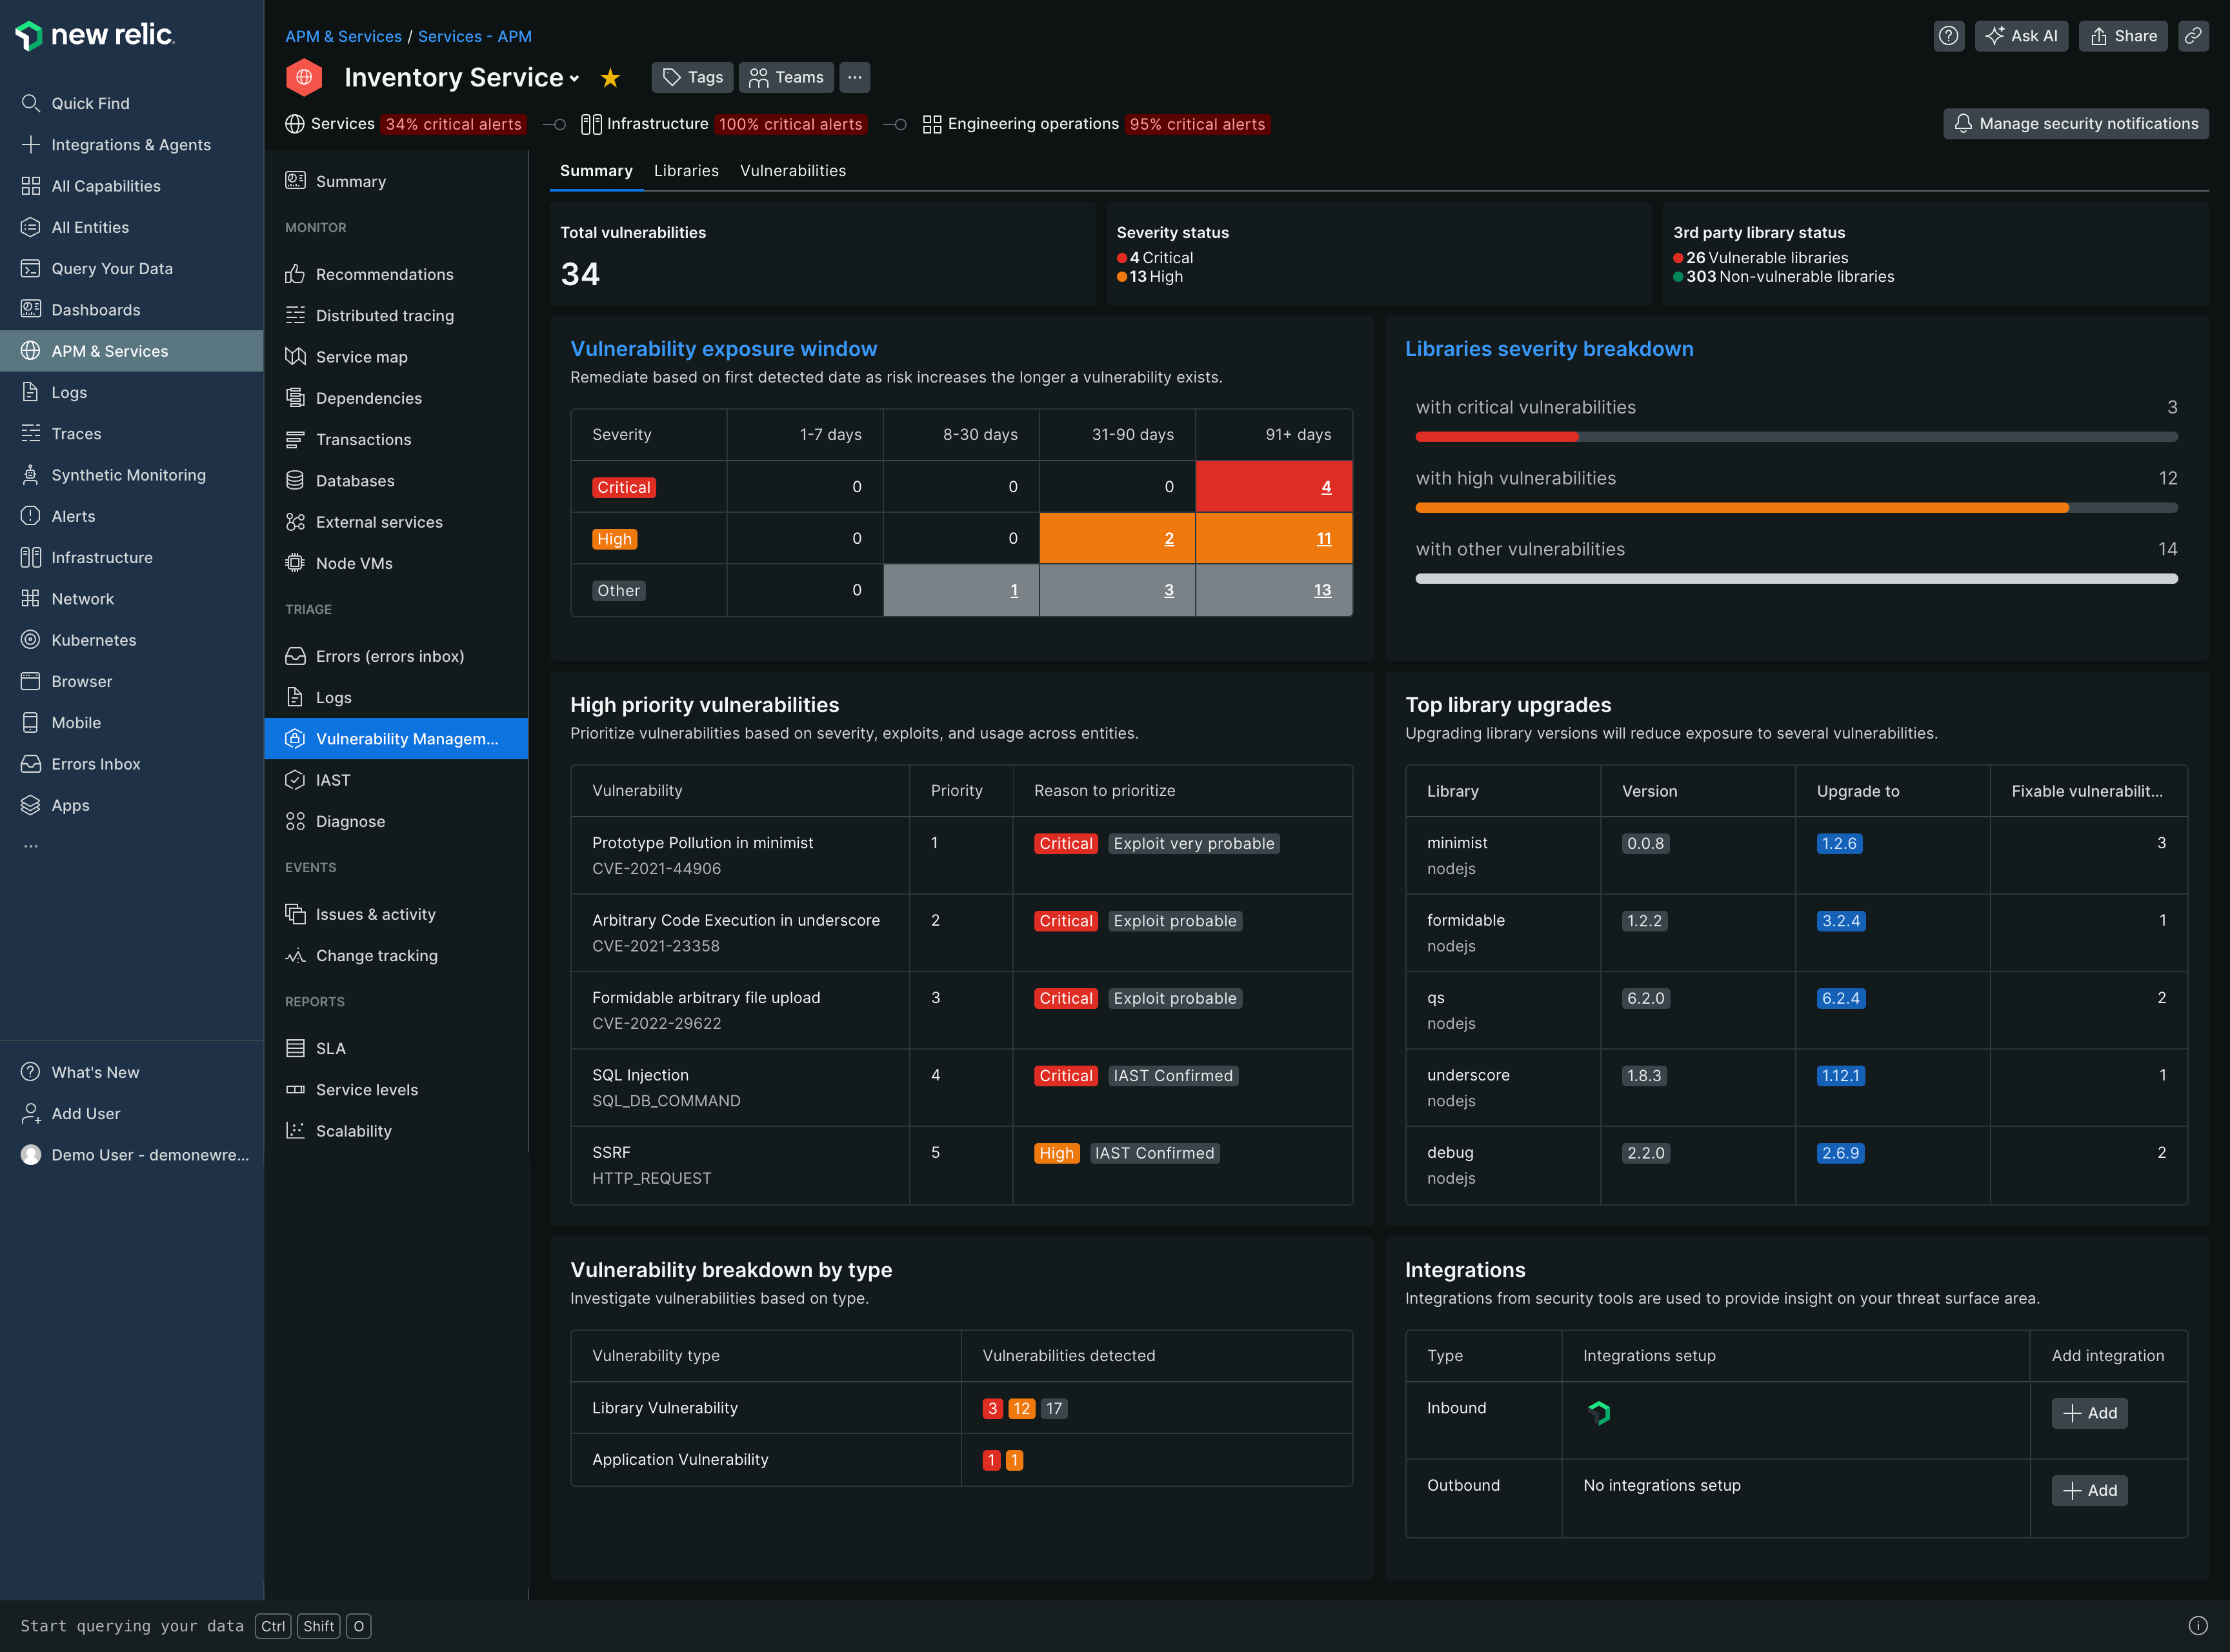 new relic.
Quick Find
Integrations & Agents
All Capabilities
All Entities
Query Your Data
Dashboards
APM & Services
Logs
Traces
Synthetic Monitoring
Alerts
Infrastructure
Network
Kubernetes
Browser
Mobile
Errors Inbox
Apps
...
What's New
Add User
Demo User - demonewre...
APM & Services / Services - APM
Inventory Service
Tags
Teams
...
Ask AI
Share
Services 34% critical alerts
Infrastructure 100% critical alerts
Engineering operations 95% critical alerts
Manage security notifications
Summary
MONITOR
Recommendations
Distributed tracing
Service map
Dependencies
Transactions
Databases
External services
Node VMs
TRIAGE
Errors (errors inbox)
Logs
Vulnerability Managem...
IAST
Diagnose
EVENTS
Issues & activity
Change tracking
REPORTS
SLA
Service levels
Scalability
Summary Libraries Vulnerabilities
Total vulnerabilities
34
Severity status
4 Critical
13 High
3rd party library status
26 Vulnerable libraries
303 Non-vulnerable libraries
Vulnerability exposure window
Remediate based on first detected date as risk increases the longer a vulnerability exists.
Severity 1-7 days 8-30 days 31-90 days 91+ days
Critical 0 0 0 4
High 0 0 2 11
Other 0 1 3 13
Libraries severity breakdown
with critical vulnerabilities 3
with high vulnerabilities 12
with other vulnerabilities 14
High priority vulnerabilities
Prioritize vulnerabilities based on severity, exploits, and usage across entities.
Vulnerability Priority Reason to prioritize
Prototype Pollution in minimist 1 Critical Exploit very probable
CVE-2021-44906
Arbitrary Code Execution in underscore 2 Critical Exploit probable
CVE-2021-23358
Formidable arbitrary file upload 3 Critical Exploit probable
CVE-2022-29622
SQL Injection 4 Critical IAST Confirmed
SQL_DB_COMMAND
SSRF 5 High IAST Confirmed
HTTP_REQUEST
Top library upgrades
Upgrading library versions will reduce exposure to several vulnerabilities.
Library Version Upgrade to Fixable vulnerabilit...
minimist 0.0.8 1.2.6 3
nodejs
formidable 1.2.2 3.2.4 1
nodejs
qs 6.2.0 6.2.4 2
nodejs
underscore 1.8.3 1.12.1 1
nodejs
debug 2.2.0 2.6.9 2
nodejs
Vulnerability breakdown by type
Investigate vulnerabilities based on type.
Vulnerability type Vulnerabilities detected
Library Vulnerability 3 12 17
Application Vulnerability 1 1
Integrations
Integrations from security tools are used to provide insight on your threat surface area.
Type Integrations setup Add integration
Inbound Add
Outbound No integrations setup Add
Start querying your data Ctrl Shift O